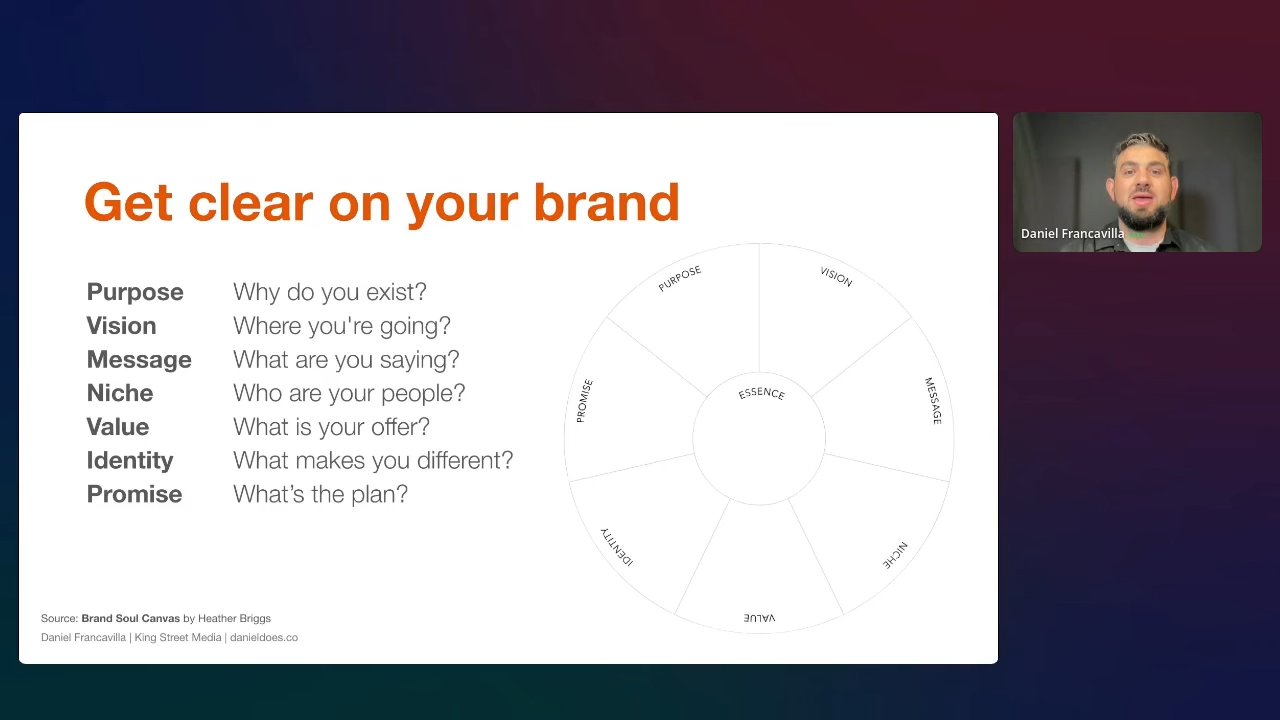 Get clear on your brand
Purpose Why do you exist?
Vision Where you're going?
Message What are you saying?
Niche Who are your people?
Value What is your offer?
Identity What makes you different?
Promise What’s the plan?
PURPOSE
VISION
MESSAGE
NICHE
VALUE
IDENTITY
PROMISE
ESSENCE
Source: Brand Soul Canvas by Heather Briggs
Daniel Francavilla | King Street Media | danieldoes.co
Daniel Francavilla